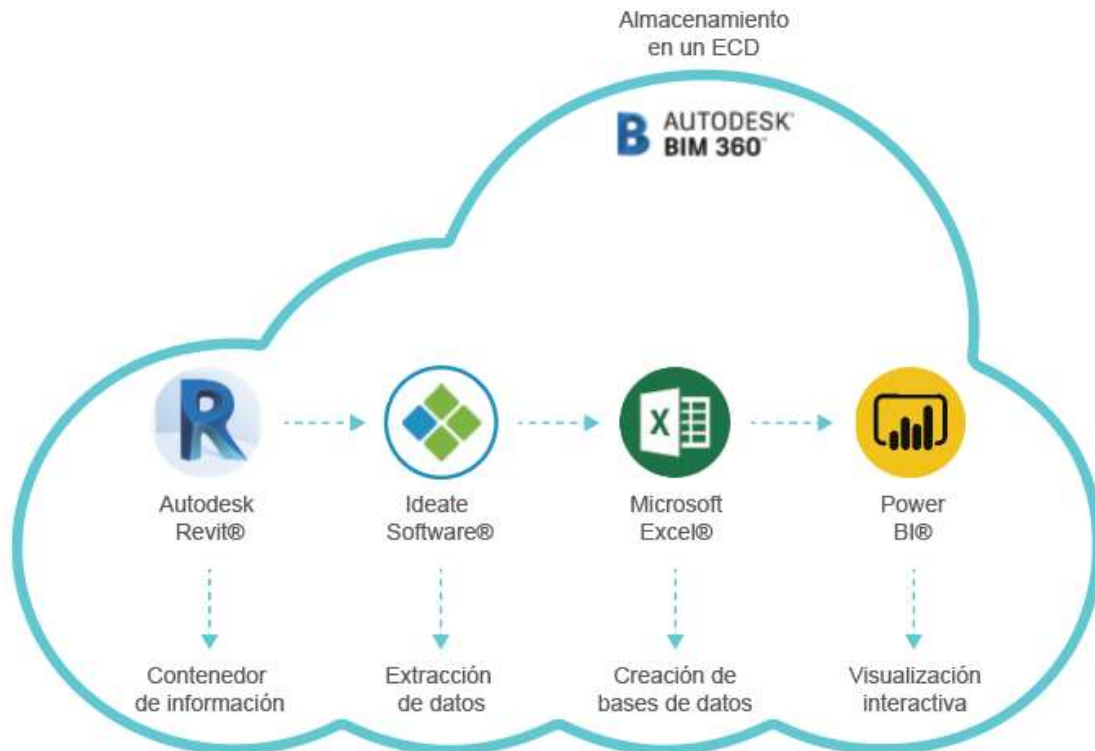 Almacenamiento
en un ECD
B AUTODESK®
BIM 360™
Autodesk
Revit®
Ideate
Software®
Microsoft
Excel®
Power
BI®
Contenedor
de información
Extracción
de datos
Creación de
bases de datos
Visualización
interactiva